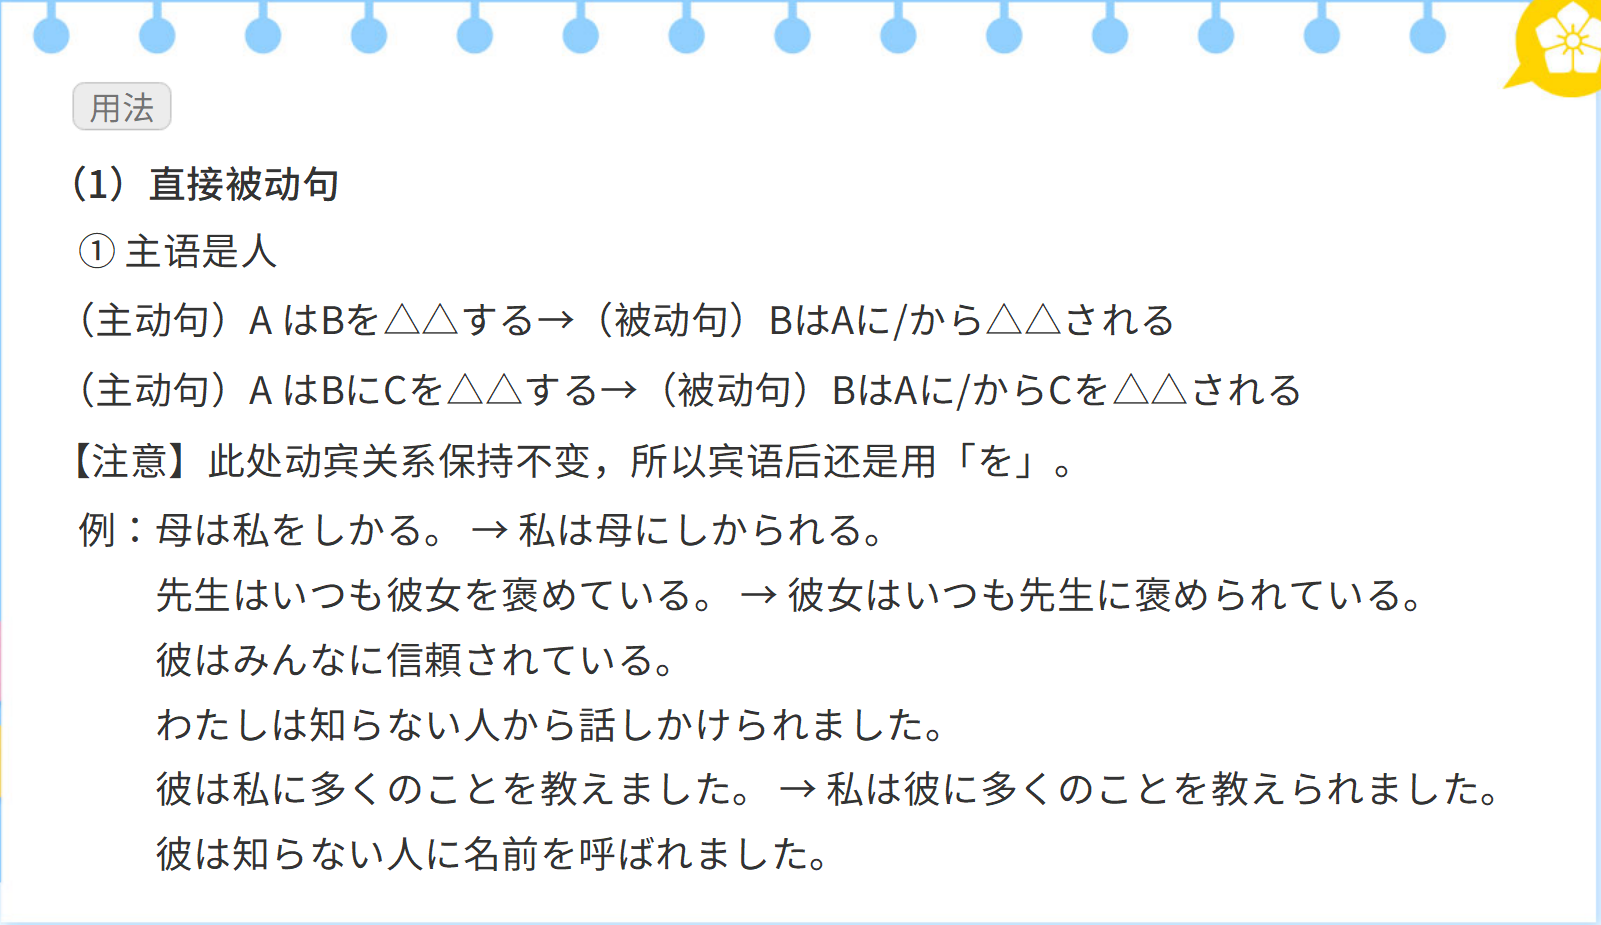 用法
（1）直接被动句
① 主语是人
（主动句）A はBを△△する→（被动句）BはAに/から△△される
（主动句）A はBにCを△△する→（被动句）BはAに/からCを△△される
【注意】此处动宾关系保持不变，所以宾语后还是用「を」。
例：母は私をしかる。 → 私は母にしかられる。
先生はいつも彼女を褒めている。 → 彼女はいつも先生に褒められている。
彼はみんなに信頼されている。
わたしは知らない人から話しかけられました。
彼は私に多くのことを教えました。 → 私は彼に多くのことを教えられました。
彼は知らない人に名前を呼ばれました。